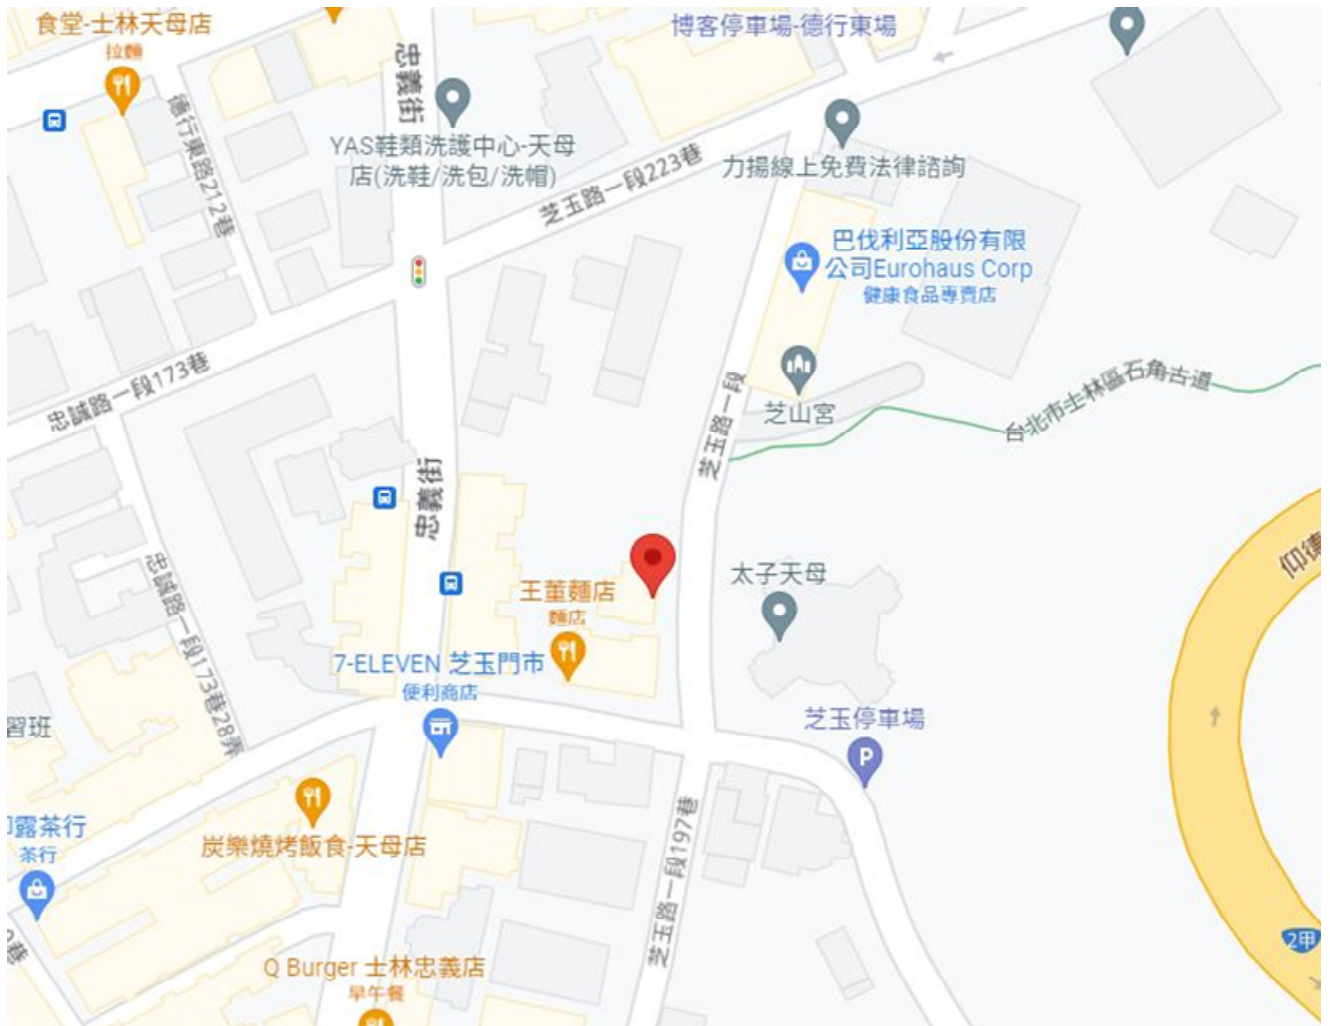 食堂-士林天母店
拉麵
博客停車場-德行東場
忠義街
德行東路212巷
YAS鞋類洗護中心-天母
店(洗鞋/洗包/洗帽)
芝玉路一段223巷
力揚線上免費法律諮詢
巴伐利亞股份有限
公司Eurohaus Corp
健康食品專賣店
忠誠路一段173巷
芝玉路一段
芝山宮
台北市士林區石角古道
忠義街
仰德
忠誠路一段173巷28弄
王董麵店
麵店
太子天母
7-ELEVEN 芝玉門市
便利商店
芝玉停車場
P
習班
露茶行
茶行
炭樂燒烤飯食-天母店
芝玉路一段197巷
2甲
巷
Q Burger 士林忠義店
早午餐